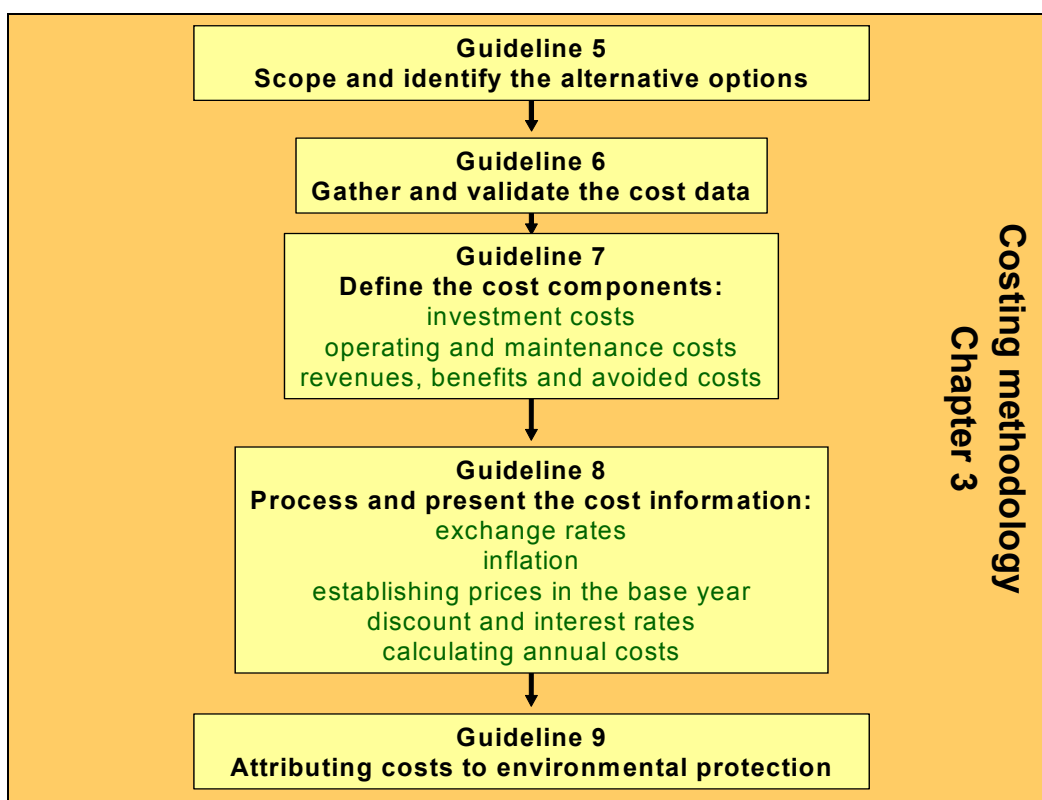 Guideline 5
Scope and identify the alternative options
Guideline 6
Gather and validate the cost data
Guideline 7
Define the cost components:
investment costs
operating and maintenance costs
revenues, benefits and avoided costs
Guideline 8
Process and present the cost information:
exchange rates
inflation
establishing prices in the base year
discount and interest rates
calculating annual costs
Guideline 9
Attributing costs to environmental protection
Costing methodology
Chapter 3